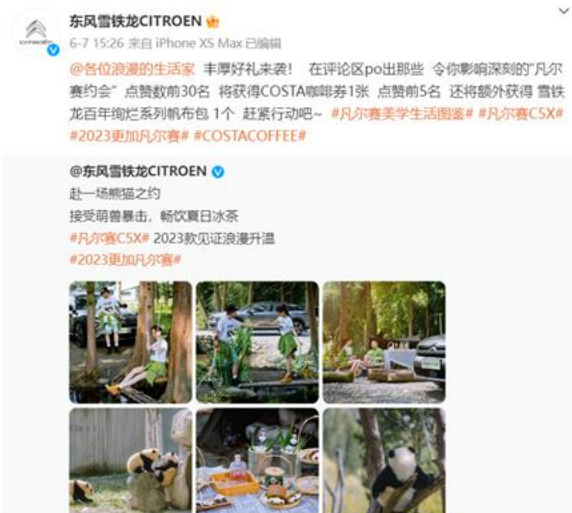 东风雪铁龙CITROEN
CITROËN
6-7 15:26 来自 iPhone XS Max 已编辑
@各位浪漫的生活家 丰厚好礼来袭！ 在评论区po出那些 令你影响深刻的“凡尔
赛约会” 点赞数前30名 将获得COSTA咖啡券1张 点赞前5名 还将额外获得 雪铁
龙百年绚烂系列帆布包 1个 赶紧行动吧~ #凡尔赛美学生活图鉴# #凡尔赛C5X#
#2023更加凡尔赛# #COSTACOFFEE#
@东风雪铁龙CITROEN
赴一场熊猫之约
接受萌兽暴击，畅饮夏日冰茶
#凡尔赛C5X# 2023款见证浪漫升温
#2023更加凡尔赛#